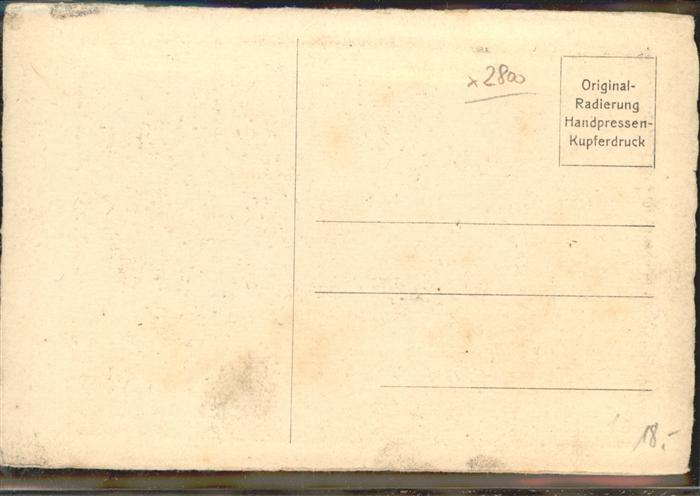 x 2800
Original-
Radierung
Handpressen-
Kupferdruck
18.-